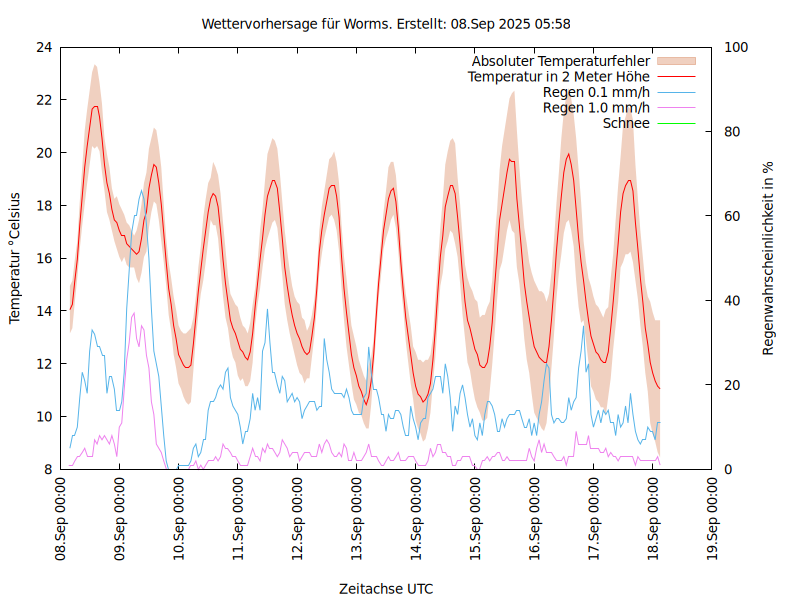 Wettervorhersage für Worms. Erstellt: 08.Sep 2025 05:58
Absoluter Temperaturfehler
Temperatur in 2 Meter Höhe
Regen 0.1 mm/h
Regen 1.0 mm/h
Schnee
Temperatur °Celsius
24
22
20
18
16
14
12
10
8
100
80
60
40
20
0
Regenwahrscheinlichkeit in %
08.Sep 00:00
09.Sep 00:00
10.Sep 00:00
11.Sep 00:00
12.Sep 00:00
13.Sep 00:00
14.Sep 00:00
15.Sep 00:00
16.Sep 00:00
17.Sep 00:00
18.Sep 00:00
19.Sep 00:00
Zeitachse UTC